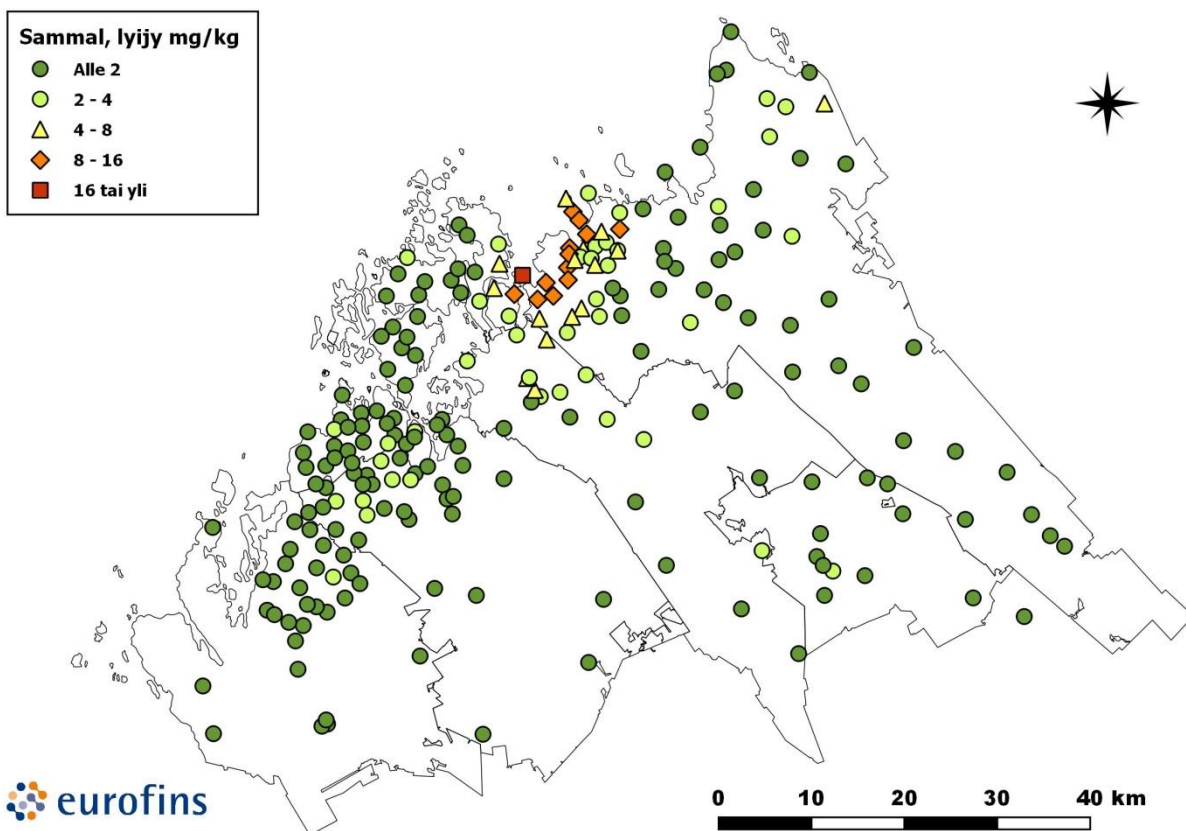 Sammal, lyijy mg/kg
Alle 2
2 - 4
4 - 8
8 - 16
16 tai yli
eurofins
0 10 20 30 40 km